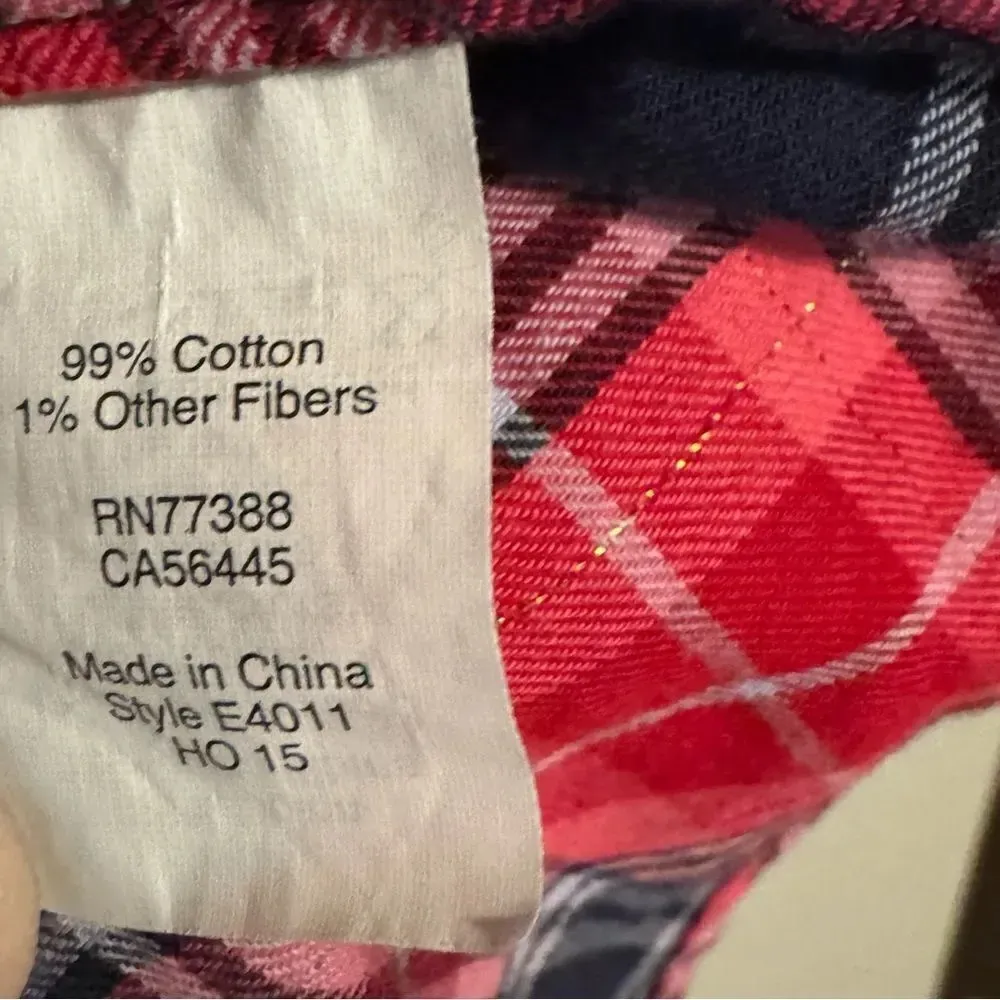 99% Cotton
1% Other Fibers
RN77388
CA56445
Made in China
Style E4011
HO 15